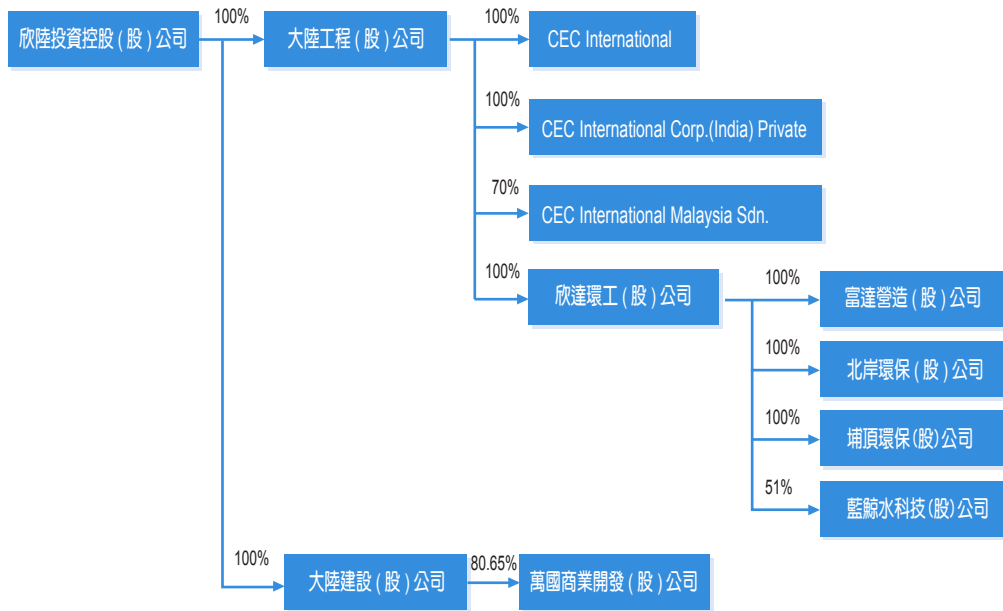 100%
欣陸投資控股 ( 股 ) 公司
大陸工程 ( 股 ) 公司
100%
CEC International
100%
CEC International Corp.(India) Private
70%
CEC International Malaysia Sdn.
100%
欣達環工 ( 股 ) 公司
100%
富達營造 ( 股 ) 公司
100%
北岸環保 ( 股 ) 公司
100%
埔頂環保(股)公司
51%
藍鯨水科技(股)公司
100%
大陸建設 ( 股 ) 公司
80.65%
萬國商業開發 ( 股 ) 公司